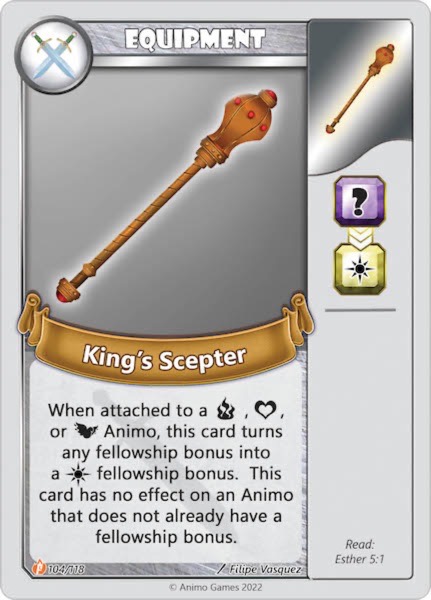 EQUIPMENT
?
King's Scepter
When attached to a , ,
or Animo, this card turns
any fellowship bonus into
a fellowship bonus. This
card has no effect on an Animo
that does not already have a
fellowship bonus.
Read:
Esther 5:1
104/118
Filipe Vasquez
© Animo Games 2022